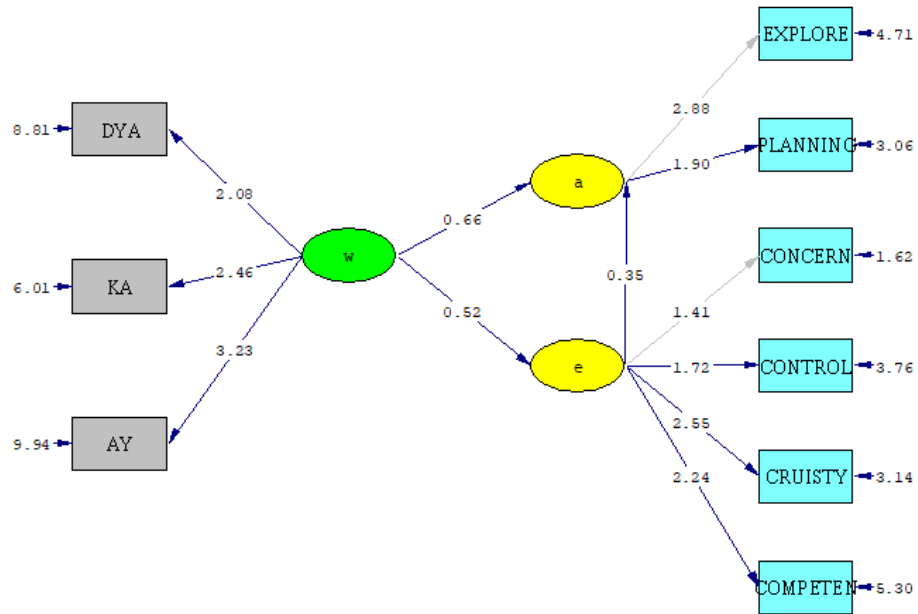 EXPLORE
4.71
2.88
8.81
DYA
PLANNING
3.06
1.90
a
2.08
0.66
w
CONCERN
1.62
KA
6.01
2.46
0.35
1.41
0.52
3.23
e
1.72
CONTROL
3.76
2.55
9.94
AY
CRUISTY
3.14
2.24
COMPETEN
5.30